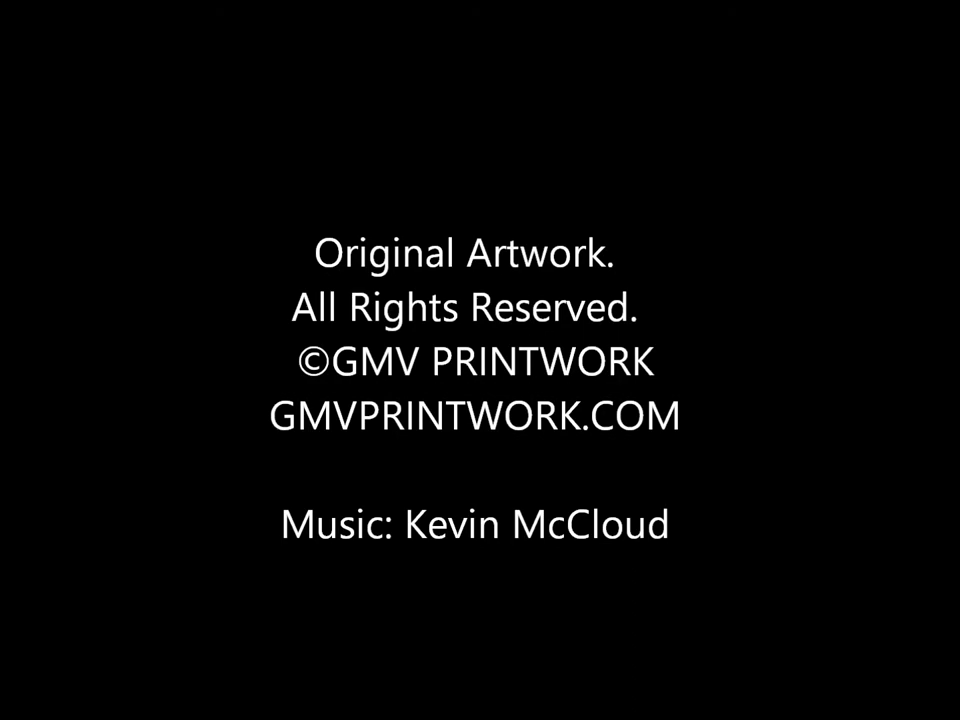 Original Artwork.
All Rights Reserved.
©GMV PRINTWORK
GMVPRINTWORK.COM
Music: Kevin McCloud